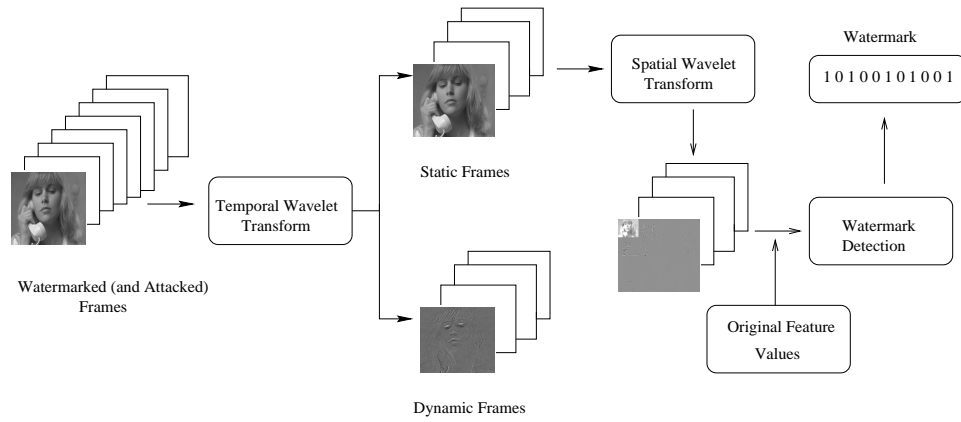 Watermarked (and Attacked)
Frames
Temporal Wavelet
Transform
Static Frames
Dynamic Frames
Spatial Wavelet
Transform
Original Feature
Values
Watermark
Detection
Watermark
1 0 1 0 0 1 0 1 0 0 1